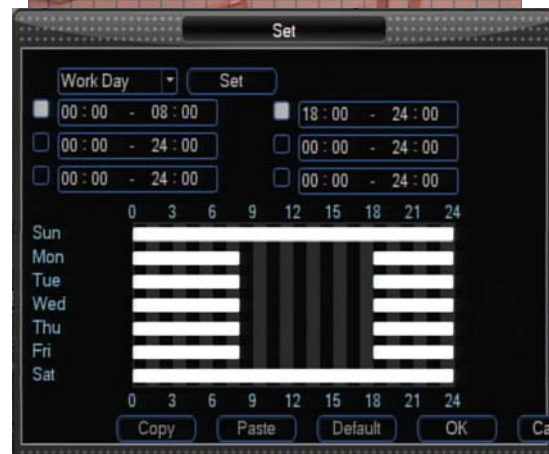 Set
Work Day Set
00 : 00 - 08 : 00 18 : 00 - 24 : 00
00 : 00 - 24 : 00 00 : 00 - 24 : 00
00 : 00 - 24 : 00 00 : 00 - 24 : 00
0 3 6 9 12 15 18 21 24
Sun
Mon
Tue
Wed
Thu
Fri
Sat
0 3 6 9 12 15 18 21 24
Copy Paste Default OK Ca